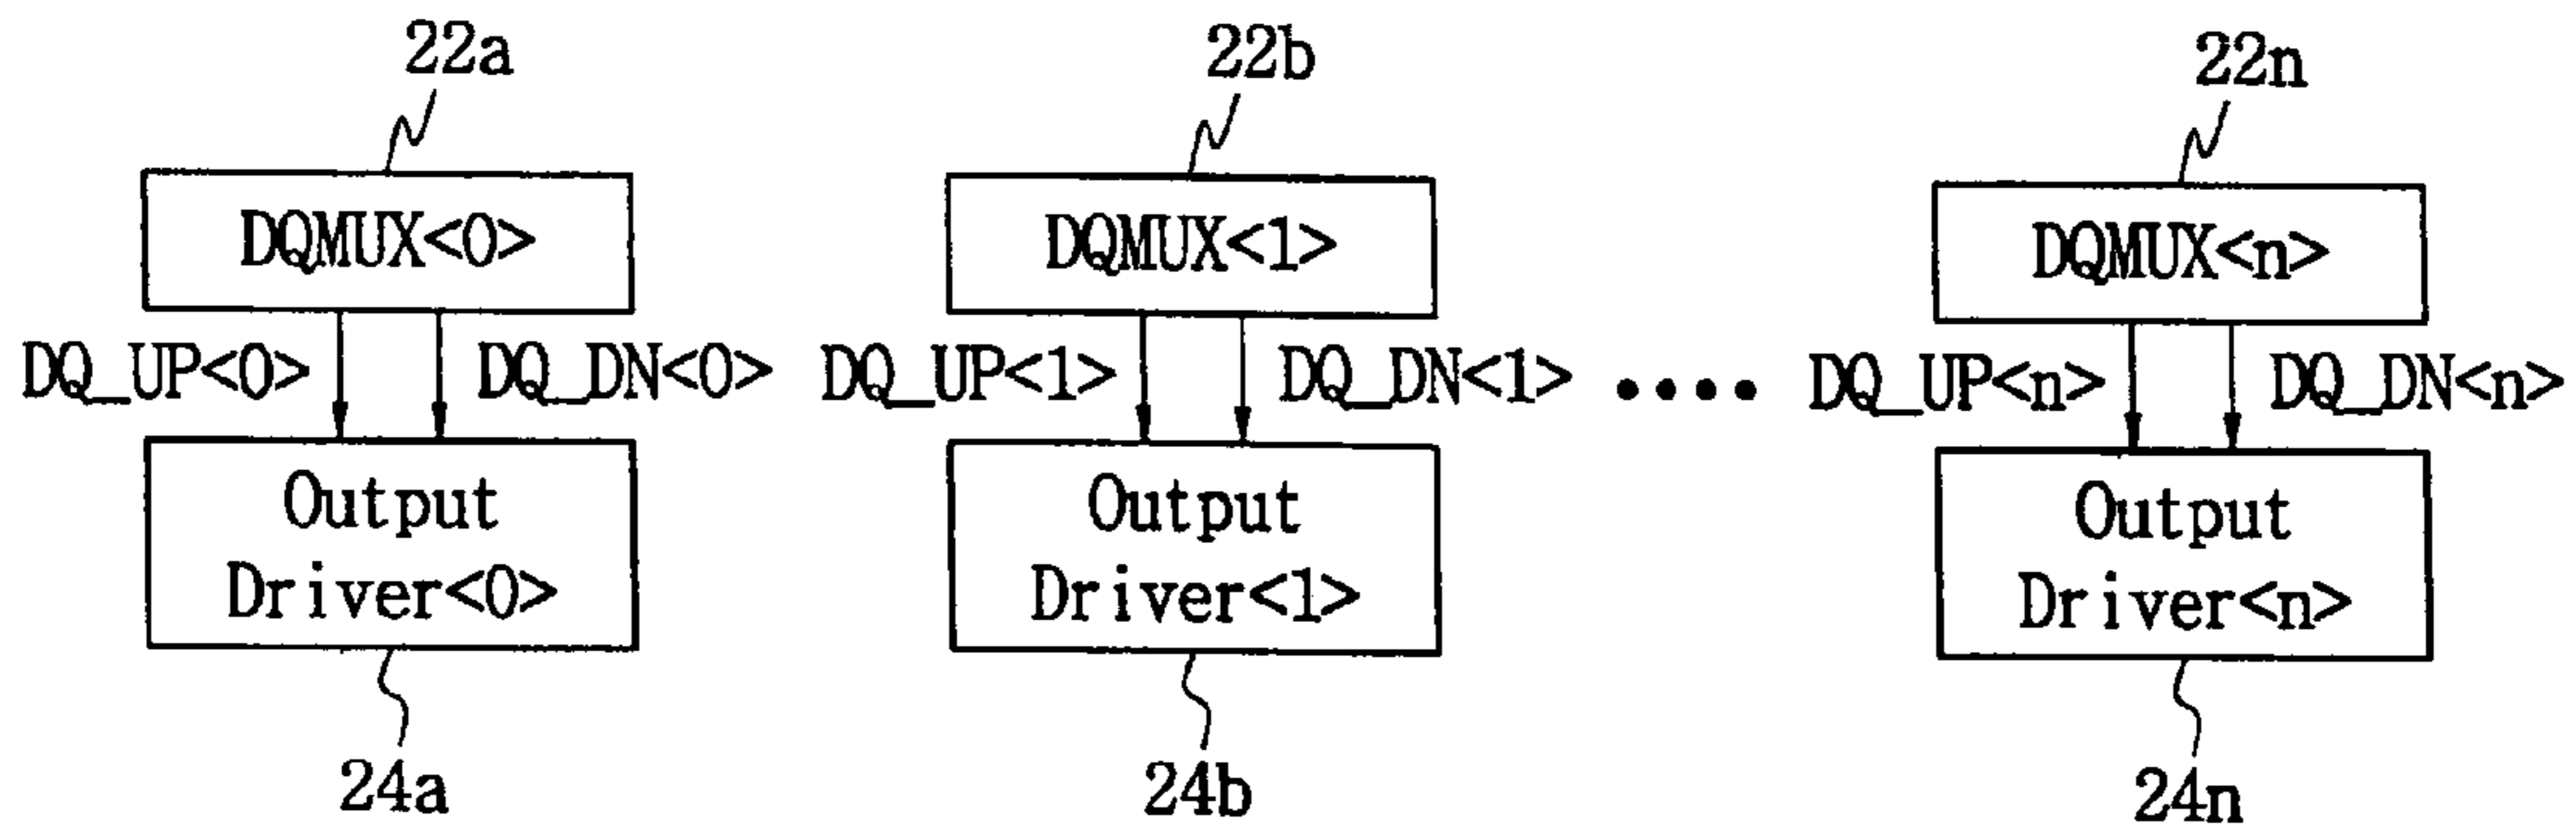 22a 22b 22n
DQMUX<0> DQMUX<1> DQMUX<n>
DQ_UP<0> DQ_DN<0> DQ_UP<1> DQ_DN<1> DQ_UP<n> DQ_DN<n>
Output Output Output
Driver<0> Driver<1> Driver<n>
24a 24b 24n